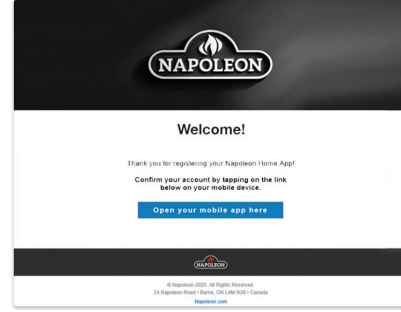 NAPOLEON
Welcome!
Thank you for registering your Napoleon Home App!
Confirm your account by tapping on the link
below on your mobile device.
Open your mobile app here
NAPOLEON
© Napoleon 2020. All Rights Reserved.
24 Napoleon Road • Barrie, ON L4M 0G8 • Canada
Napoleon.com